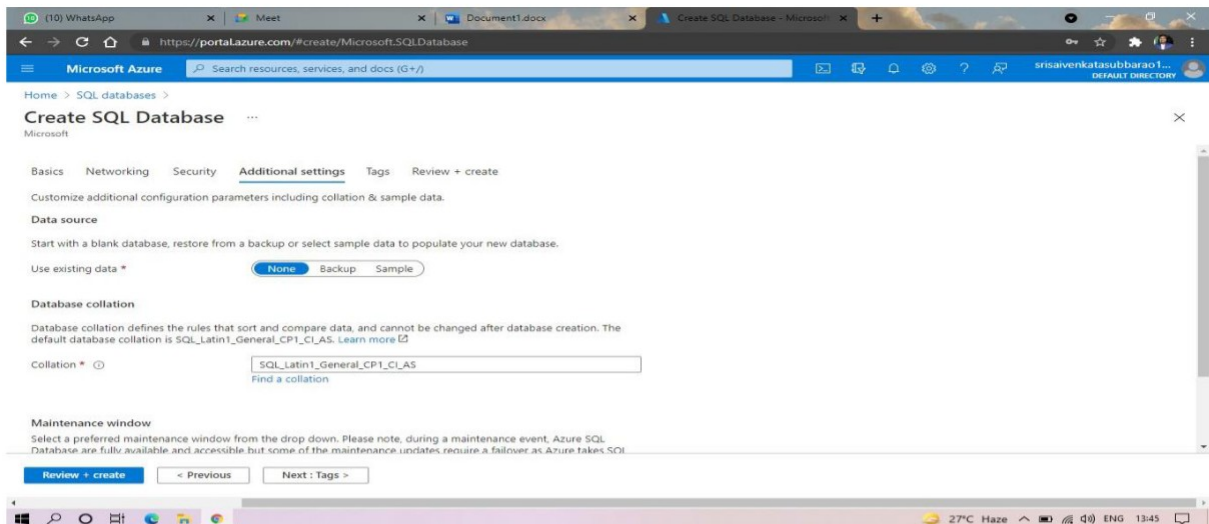 (10) WhatsApp
Meet
Document1.docx
Create SQL Database - Microsoft
https://portal.azure.com/#create/Microsoft.SQLDatabase
Microsoft Azure
Search resources, services, and docs (G+/)
srisaivenkatasubbarao1...
DEFAULT DIRECTORY
Home > SQL databases >
Create SQL Database ...
Microsoft
Basics Networking Security Additional settings Tags Review + create
Customize additional configuration parameters including collation & sample data.
Data source
Start with a blank database, restore from a backup or select sample data to populate your new database.
Use existing data * None Backup Sample
Database collation
Database collation defines the rules that sort and compare data, and cannot be changed after database creation. The
default database collation is SQL_Latin1_General_CP1_CI_AS. Learn more
Collation * SQL_Latin1_General_CP1_CI_AS
Find a collation
Maintenance window
Select a preferred maintenance window from the drop down. Please note, during a maintenance event, Azure SQL
Database are fully available and accessible but some of the maintenance updates require a failover as Azure takes SQL
Review + create < Previous Next : Tags >
27°C Haze ENG 13:45